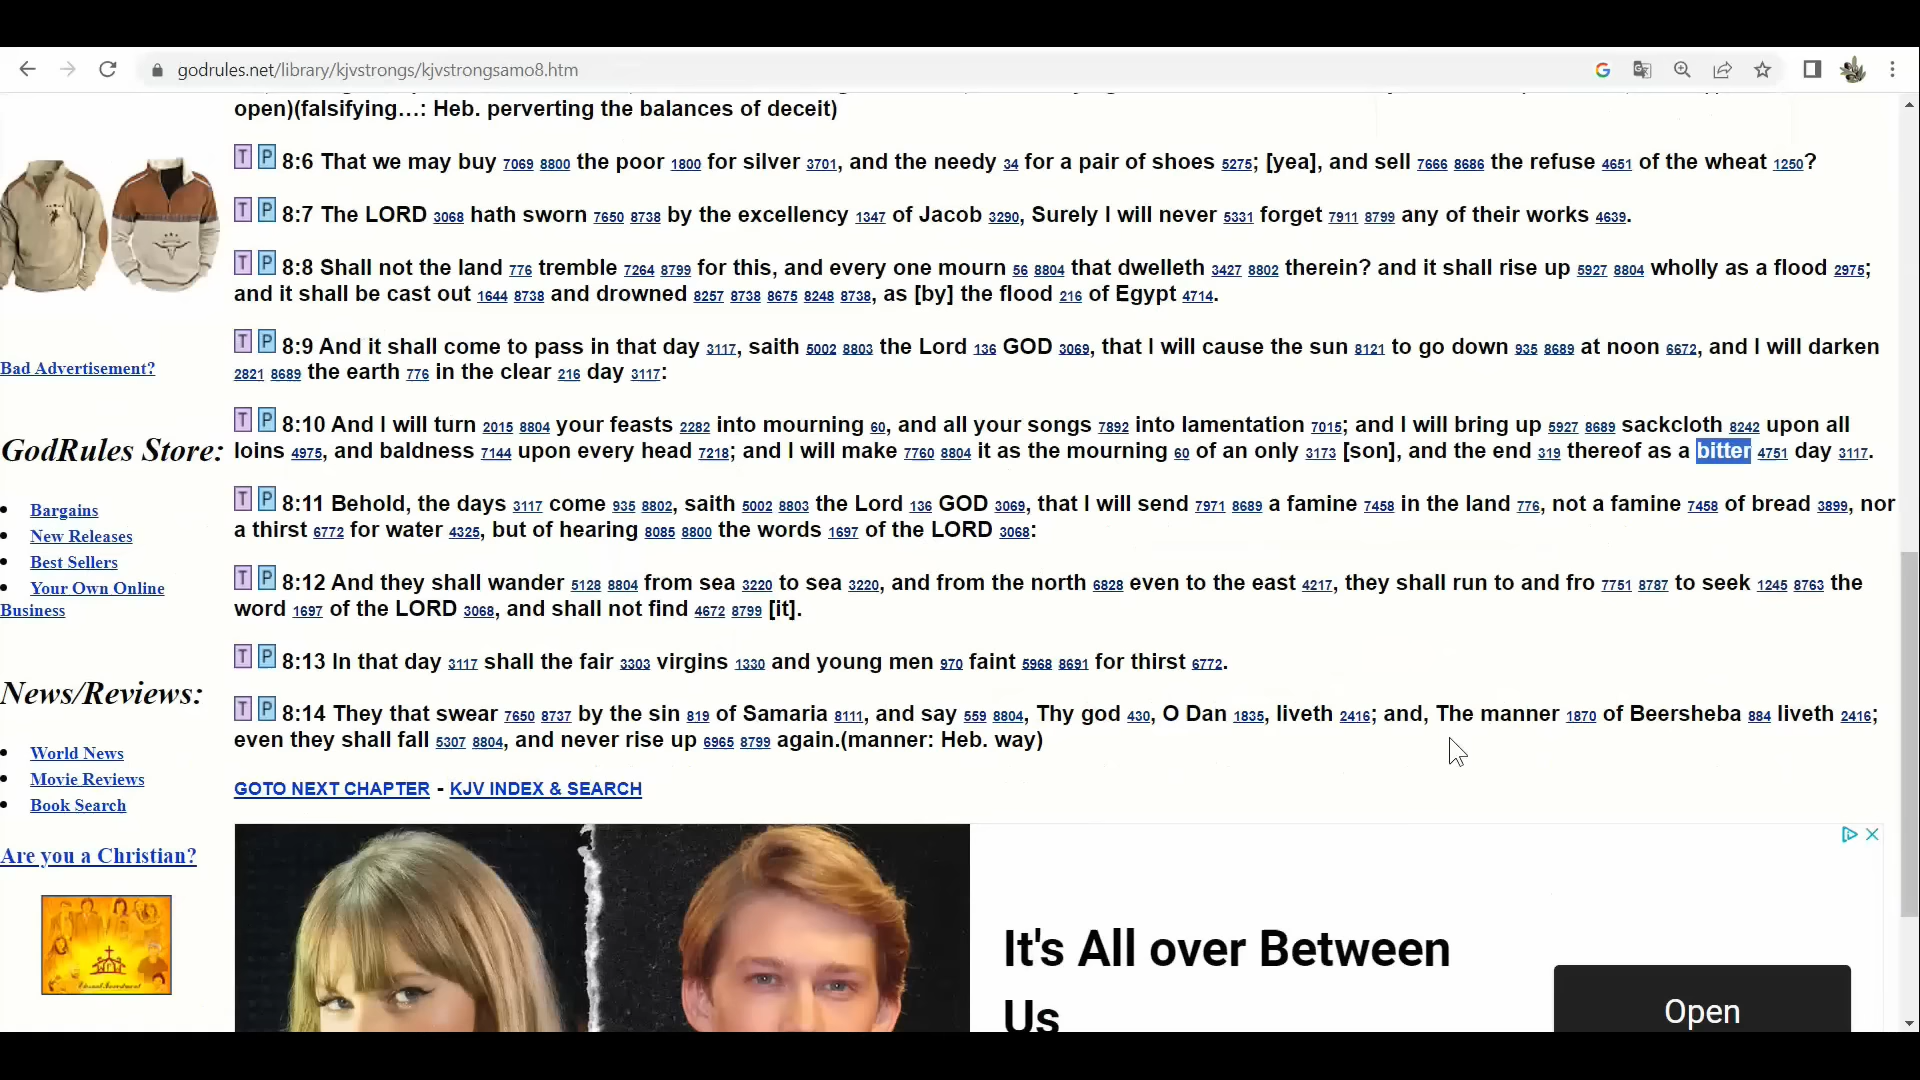 godrules.net/library/kjvstrongs/kjvstrongsamo8.htm
open)(falsifying…: Heb. perverting the balances of deceit)
T P 8:6 That we may buy 7069 8800 the poor 1800 for silver 3701, and the needy 34 for a pair of shoes 5275; [yea], and sell 7666 8686 the refuse 4651 of the wheat 1250?
T P 8:7 The LORD 3068 hath sworn 7650 8738 by the excellency 1347 of Jacob 3290, Surely I will never 5331 forget 7911 8799 any of their works 4639.
T P 8:8 Shall not the land 776 tremble 7264 8799 for this, and every one mourn 56 8804 that dwelleth 3427 8802 therein? and it shall rise up 5927 8804 wholly as a flood 2975;
and it shall be cast out 1644 8738 and drowned 8257 8738 8675 8248 8738, as [by] the flood 216 of Egypt 4714.
T P 8:9 And it shall come to pass in that day 3117, saith 5002 8803 the Lord 136 GOD 3069, that I will cause the sun 8121 to go down 935 8689 at noon 6672, and I will darken
2821 8689 the earth 776 in the clear 216 day 3117:
T P 8:10 And I will turn 2015 8804 your feasts 2282 into mourning 60, and all your songs 7892 into lamentation 7015; and I will bring up 5927 8689 sackcloth 8242 upon all
loins 4975, and baldness 7144 upon every head 7218; and I will make 7760 8804 it as the mourning 60 of an only 3173 [son], and the end 319 thereof as a bitter 4751 day 3117.
T P 8:11 Behold, the days 3117 come 935 8802, saith 5002 8803 the Lord 136 GOD 3069, that I will send 7971 8689 a famine 7458 in the land 776, not a famine 7458 of bread 3899, nor
a thirst 6772 for water 4325, but of hearing 8085 8800 the words 1697 of the LORD 3068:
T P 8:12 And they shall wander 5128 8804 from sea 3220 to sea 3220, and from the north 6828 even to the east 4217, they shall run to and fro 7751 8787 to seek 1245 8763 the
word 1697 of the LORD 3068, and shall not find 4672 8799 [it].
T P 8:13 In that day 3117 shall the fair 3303 virgins 1330 and young men 970 faint 5968 8691 for thirst 6772.
T P 8:14 They that swear 7650 8737 by the sin 819 of Samaria 8111, and say 559 8804, Thy god 430, O Dan 1835, liveth 2416; and, The manner 1870 of Beersheba 884 liveth 2416;
even they shall fall 5307 8804, and never rise up 6965 8799 again.(manner: Heb. way)
GOTO NEXT CHAPTER - KJV INDEX & SEARCH
Bad Advertisement?
GodRules Store:
Bargains
New Releases
Best Sellers
Your Own Online
Business
News/Reviews:
World News
Movie Reviews
Book Search
Are you a Christian?
It's All over Between
Us
Open